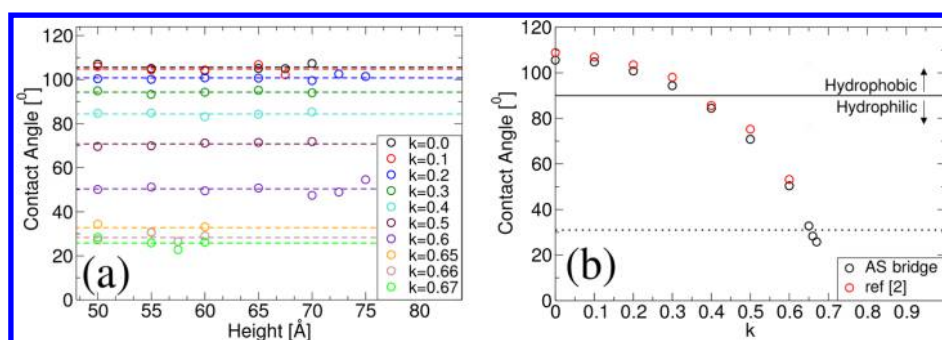 120
100
80
60
40
20
0
Contact Angle [⁰]
50 55 60 65 70 75 80
Height [Å]
(a)
k=0.0
k=0.1
k=0.2
k=0.3
k=0.4
k=0.5
k=0.6
k=0.65
k=0.66
k=0.67
120
100
80
60
40
20
0
Contact Angle [⁰]
0 0.1 0.2 0.3 0.4 0.5 0.6 0.7 0.8 0.9
k
(b)
Hydrophobic
Hydrophilic
AS bridge
ref [2]